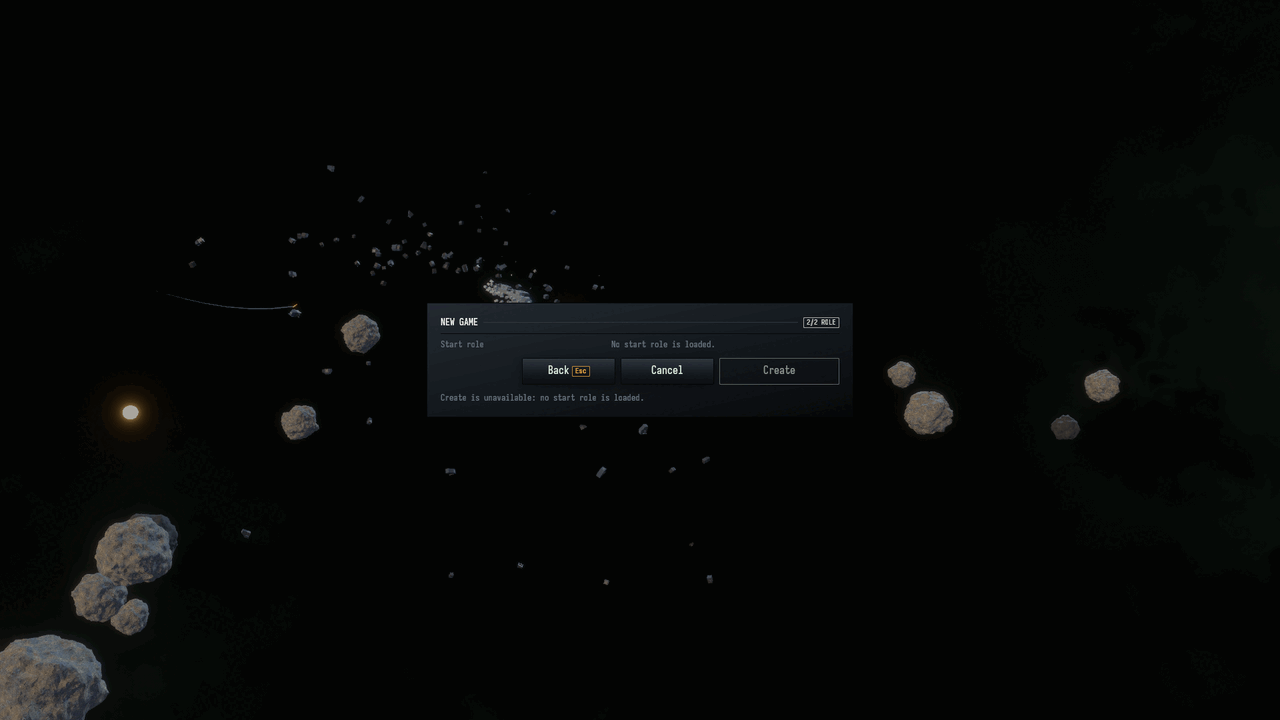 NEW GAME 2/2 ROLE
Start role No start role is loaded.
Back Esc Cancel Create
Create is unavailable: no start role is loaded.